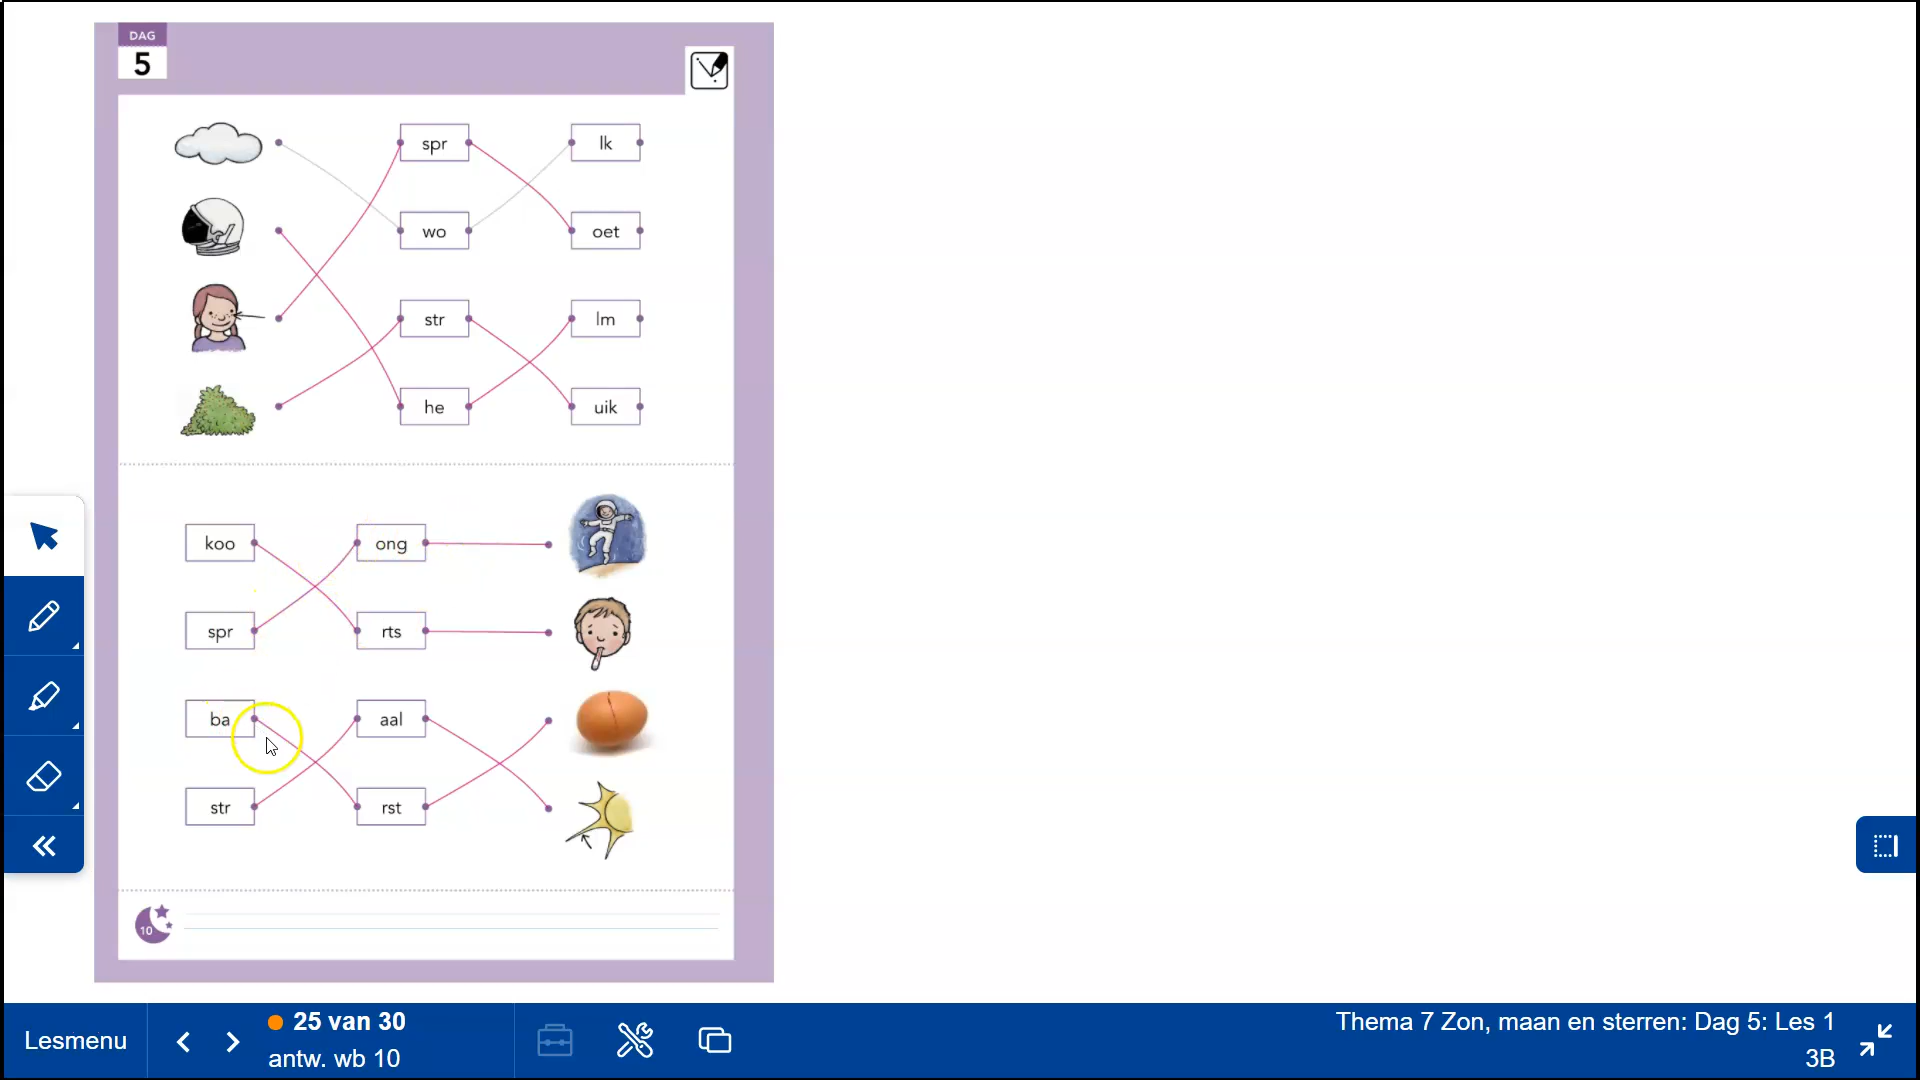 DAG
5
spr lk
wo oet
str lm
he uik
koo ong
spr rts
ba aal
str rst
10
Lesmenu
25 van 30
antw. wb 10
Thema 7 Zon, maan en sterren: Dag 5: Les 1
3B